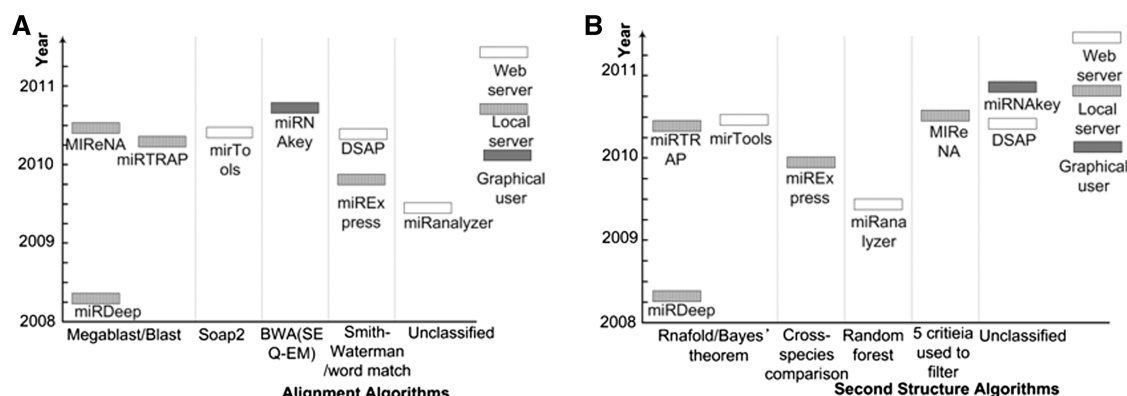 A
Year
2011
2010
2009
2008
MIReNA
miRTRAP
miRDeep
mirTo
ols
miRN
Akey
DSAP
miREx
press
miRanalyzer
Web
server
Local
server
Graphical
user
Megablast/Blast
Soap2
BWA(SE
Q-EM)
Smith-
Waterman
/word match
Unclassified
Alignment Algorithms
B
Year
2011
2010
2009
2008
miRTR
AP
mirTools
miRDeep
miREx
press
miRana
lyzer
MIRe
NA
miRNAkey
DSAP
Web
server
Local
server
Graphical
user
Rnafold/Bayes’
theorem
Cross-
species
comparison
Random
forest
5 critieia
used to
filter
Unclassified
Second Structure Algorithms